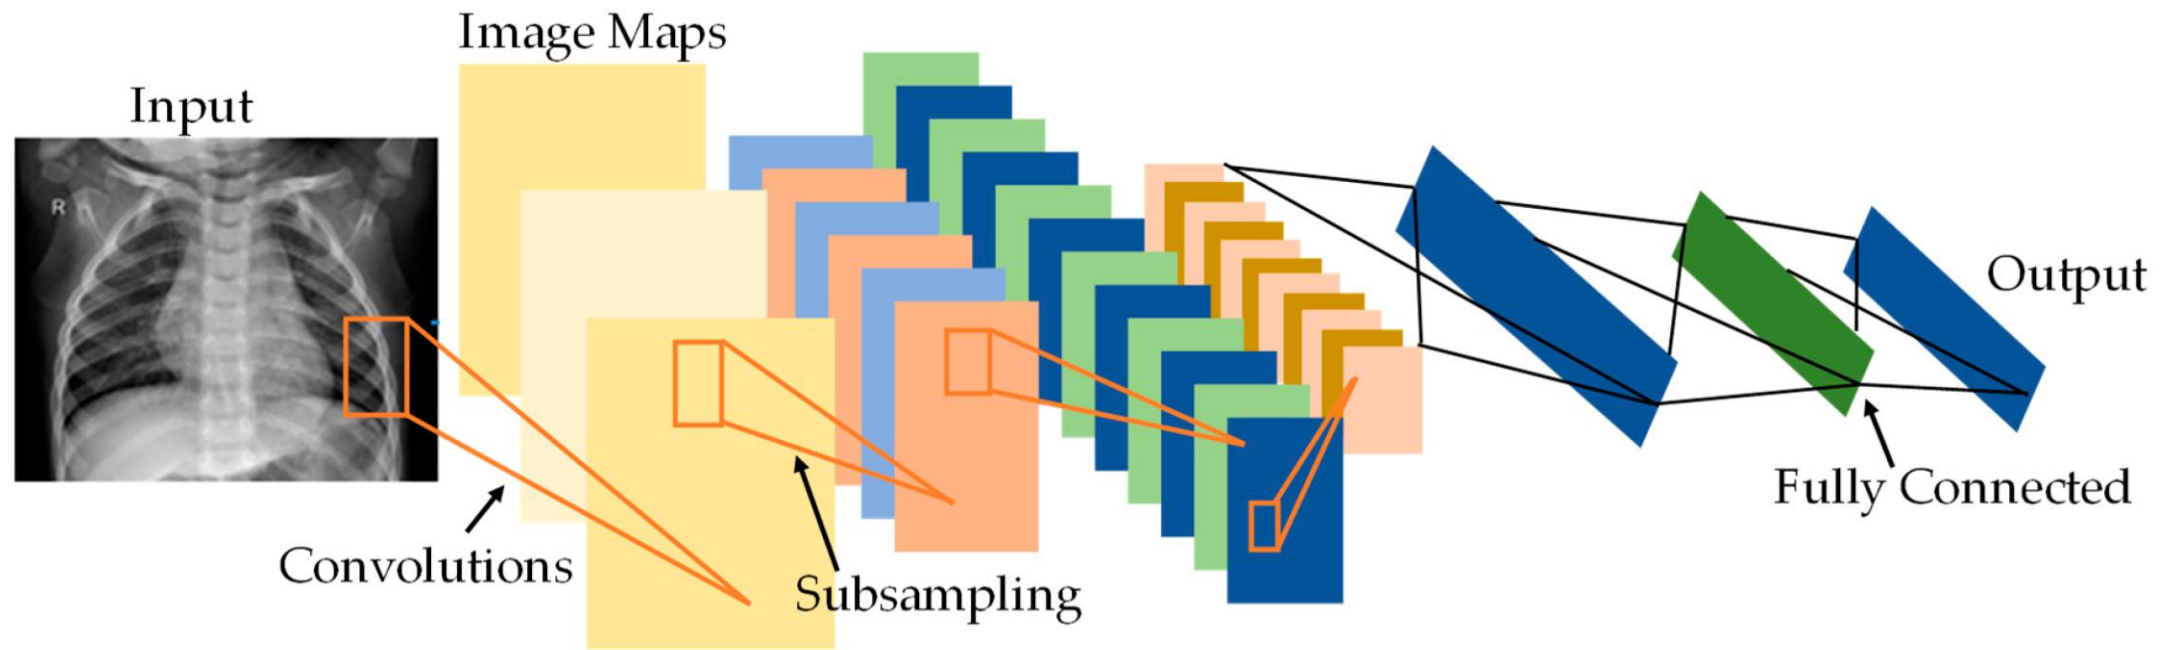 Image Maps
Input
R
Output
Fully Connected
Convolutions
Subsampling